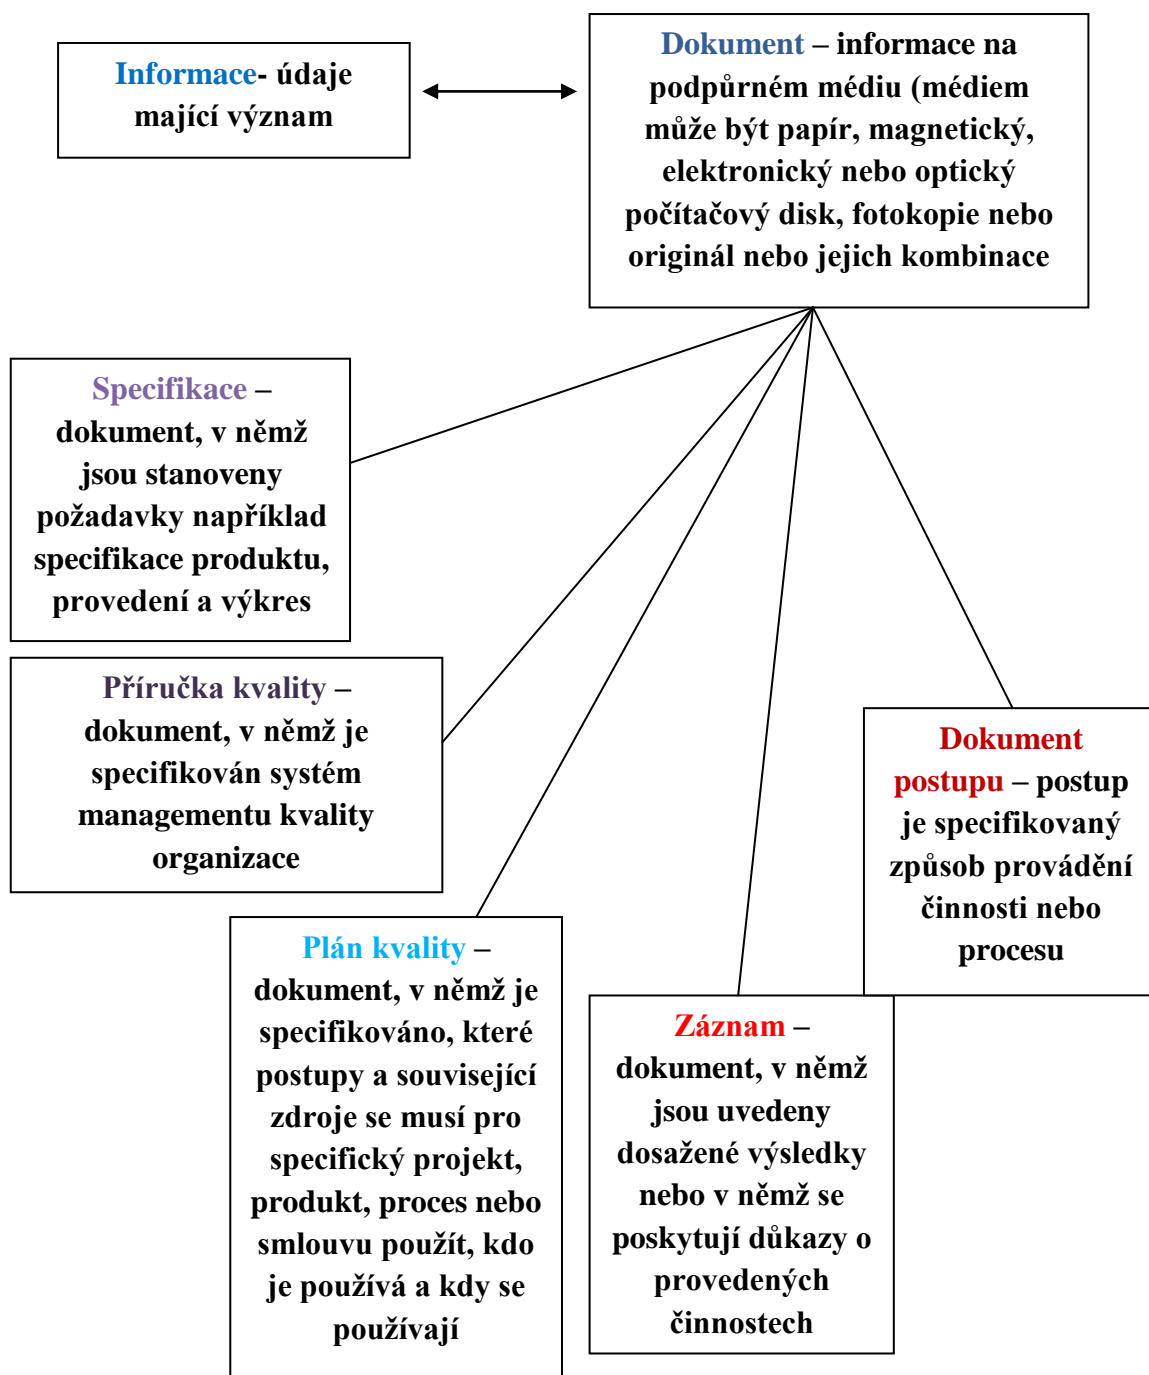 Informace- údaje
mající význam
Dokument – informace na
podpůrném médiu (médiem
může být papír, magnetický,
elektronický nebo optický
počítačový disk, fotokopie nebo
originál nebo jejich kombinace
Specifikace –
dokument, v němž
jsou stanoveny
požadavky například
specifikace produktu,
provedení a výkres
Příručka kvality –
dokument, v němž je
specifikován systém
managementu kvality
organizace
Dokument
postupu – postup
je specifikovaný
způsob provádění
činnosti nebo
procesu
Plán kvality –
dokument, v němž je
specifikováno, které
postupy a související
zdroje se musí pro
specifický projekt,
produkt, proces nebo
smlouvu použít, kdo
je používá a kdy se
používají
Záznam –
dokument, v němž
jsou uvedeny
dosažené výsledky
nebo v němž se
poskytují důkazy o
provedených
činnostech